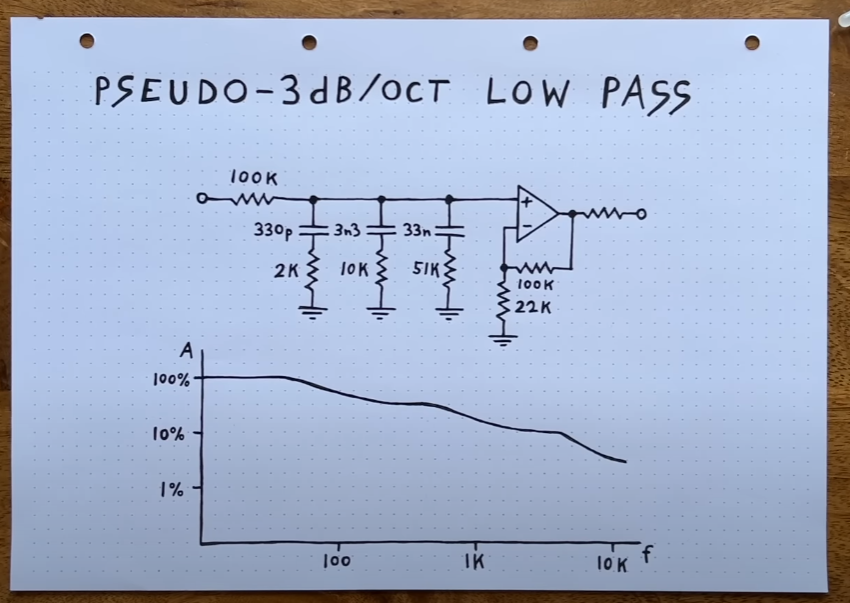 PSEUDO-3dB/OCT LOW PASS
100K
330p 3n3 33n
2K 10K 51K
+
-
100K
22K
A
100%
10%
1%
100 1K 10K f